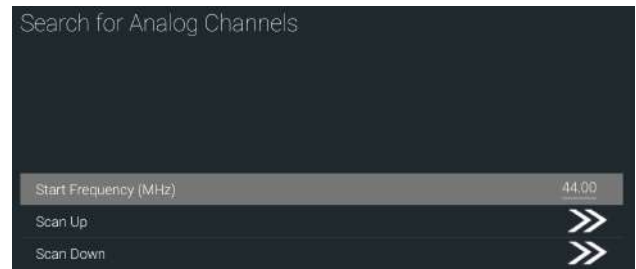 Search for Analog Channels
Start Frequency (MHz) 44.00
Scan Up
Scan Down